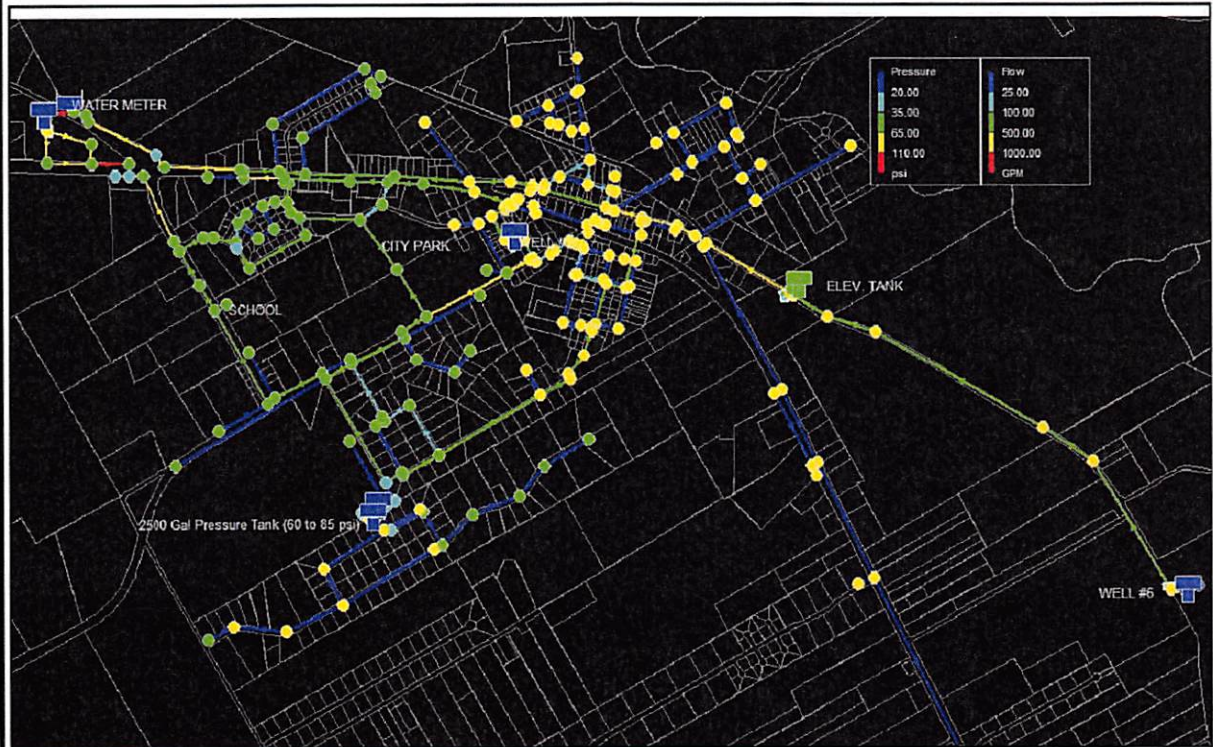 Pressure
20.00
35.00
65.00
110.00
psi
Flow
25.00
100.00
500.00
1000.00
GPM
WATER METER
CITY PARK
WELL
ELEV. TANK
SCHOOL
2500 Gal Pressure Tank (60 to 85 psi)
WELL #6